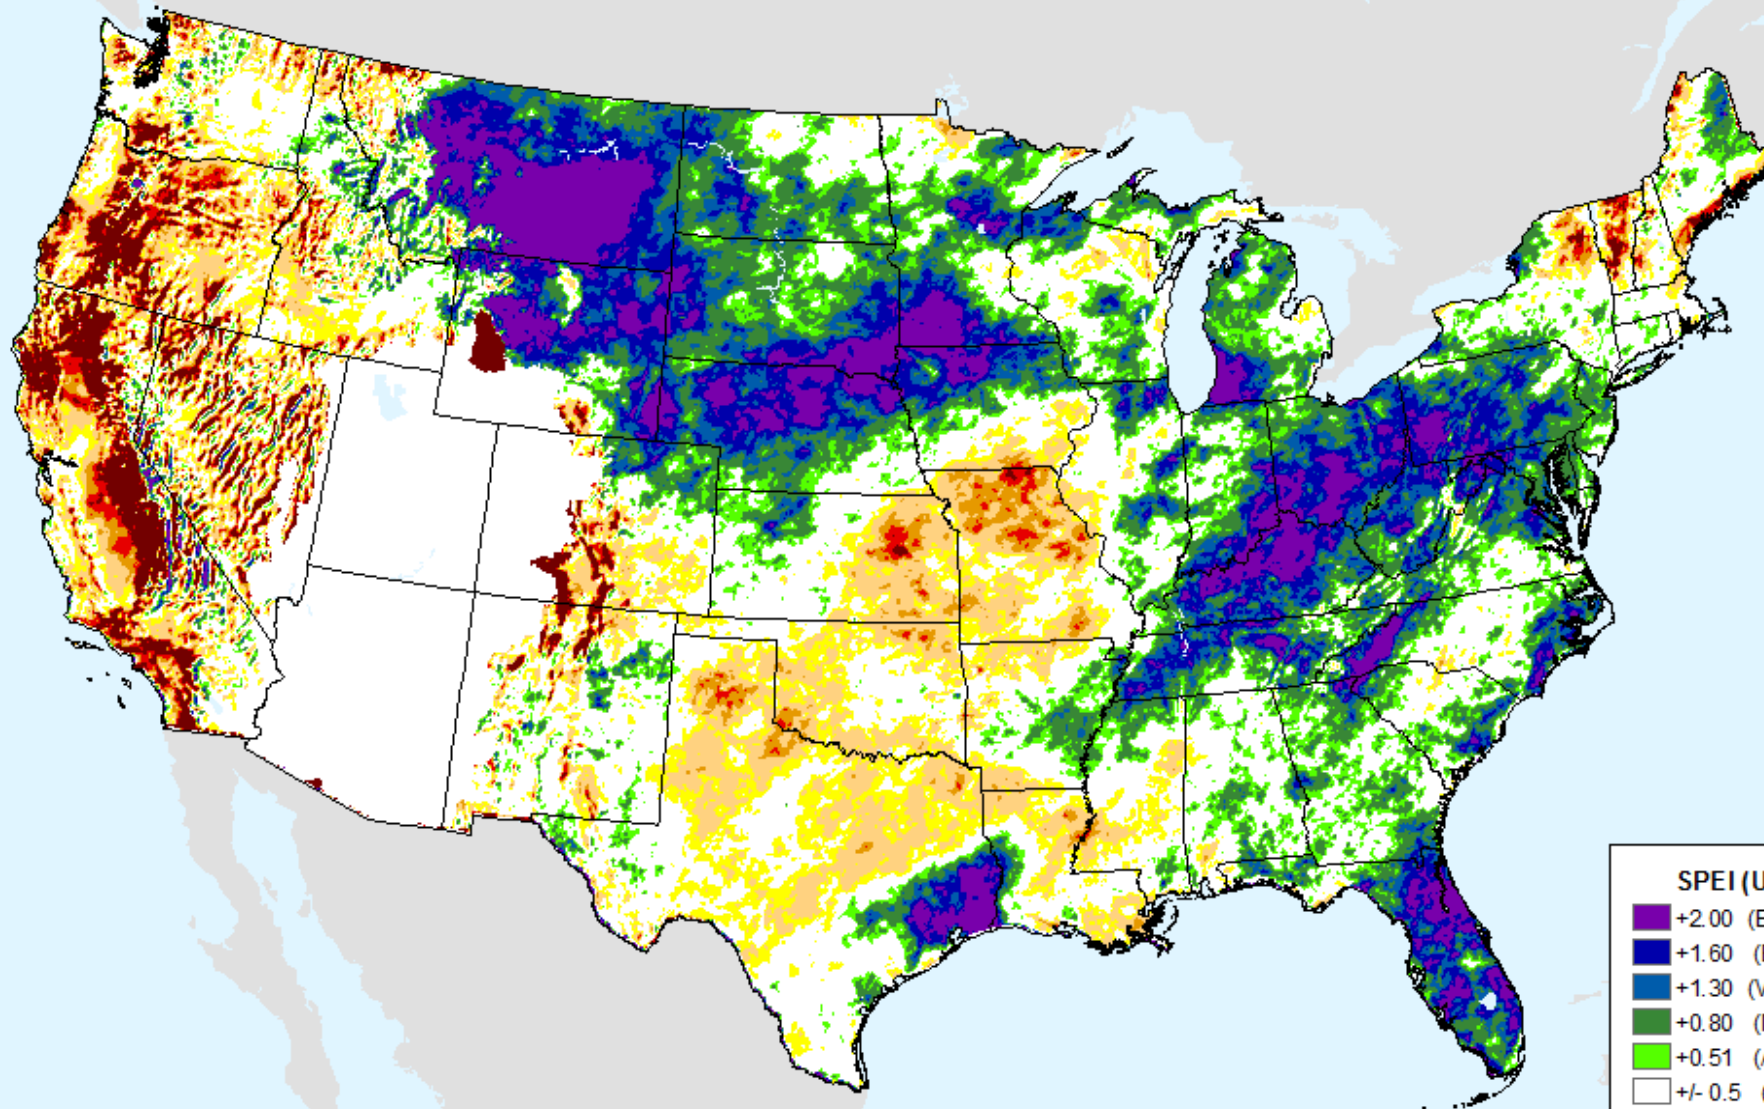 SPEI (U
+2.00 (E
+1.60 (
+1.30 (V
+0.80 (
+0.51 (
+/- 0.5 (